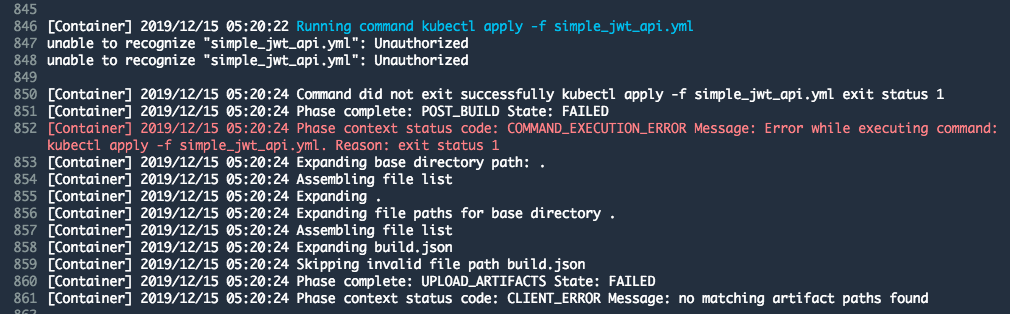 845
846 [Container] 2019/12/15 05:20:22 Running command kubectl apply -f simple_jwt_api.yml
847 unable to recognize "simple_jwt_api.yml": Unauthorized
848 unable to recognize "simple_jwt_api.yml": Unauthorized
849
850 [Container] 2019/12/15 05:20:24 Command did not exit successfully kubectl apply -f simple_jwt_api.yml exit status 1
851 [Container] 2019/12/15 05:20:24 Phase complete: POST_BUILD State: FAILED
852 [Container] 2019/12/15 05:20:24 Phase context status code: COMMAND_EXECUTION_ERROR Message: Error while executing command:
kubectl apply -f simple_jwt_api.yml. Reason: exit status 1
853 [Container] 2019/12/15 05:20:24 Expanding base directory path: .
854 [Container] 2019/12/15 05:20:24 Assembling file list
855 [Container] 2019/12/15 05:20:24 Expanding .
856 [Container] 2019/12/15 05:20:24 Expanding file paths for base directory .
857 [Container] 2019/12/15 05:20:24 Assembling file list
858 [Container] 2019/12/15 05:20:24 Expanding build.json
859 [Container] 2019/12/15 05:20:24 Skipping invalid file path build.json
860 [Container] 2019/12/15 05:20:24 Phase complete: UPLOAD_ARTIFACTS State: FAILED
861 [Container] 2019/12/15 05:20:24 Phase context status code: CLIENT_ERROR Message: no matching artifact paths found